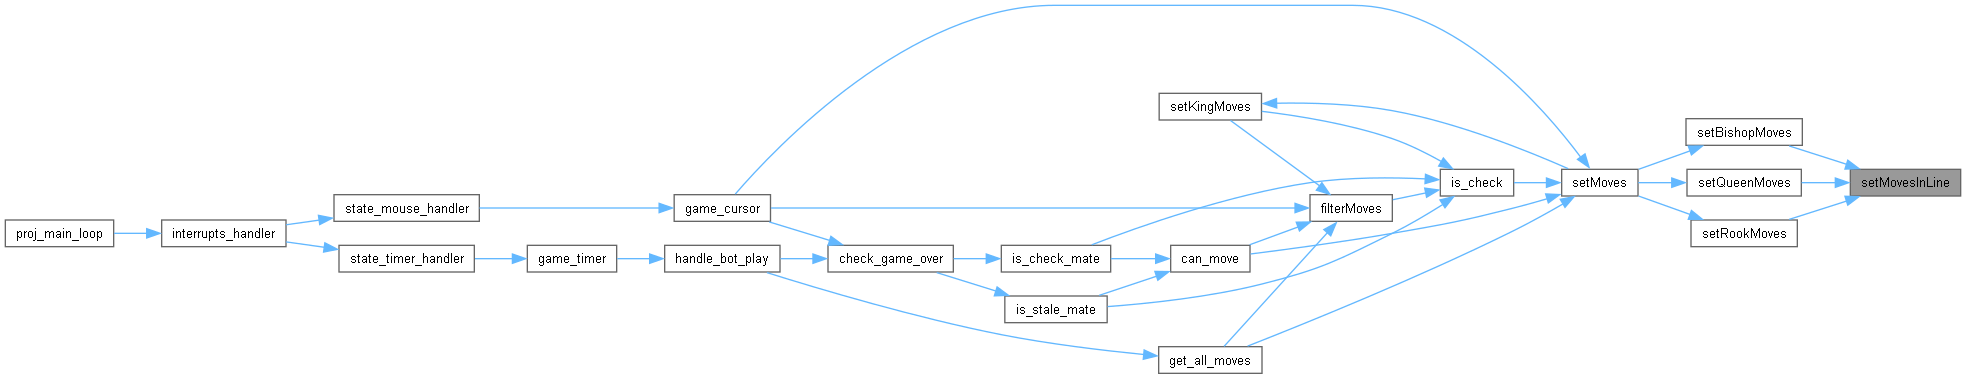 proj_main_loop
interrupts_handler
state_mouse_handler
state_timer_handler
game_timer
game_cursor
handle_bot_play
check_game_over
is_check_mate
is_stale_mate
setKingMoves
can_move
get_all_moves
filterMoves
is_check
setMoves
setBishopMoves
setQueenMoves
setRookMoves
setMovesInLine